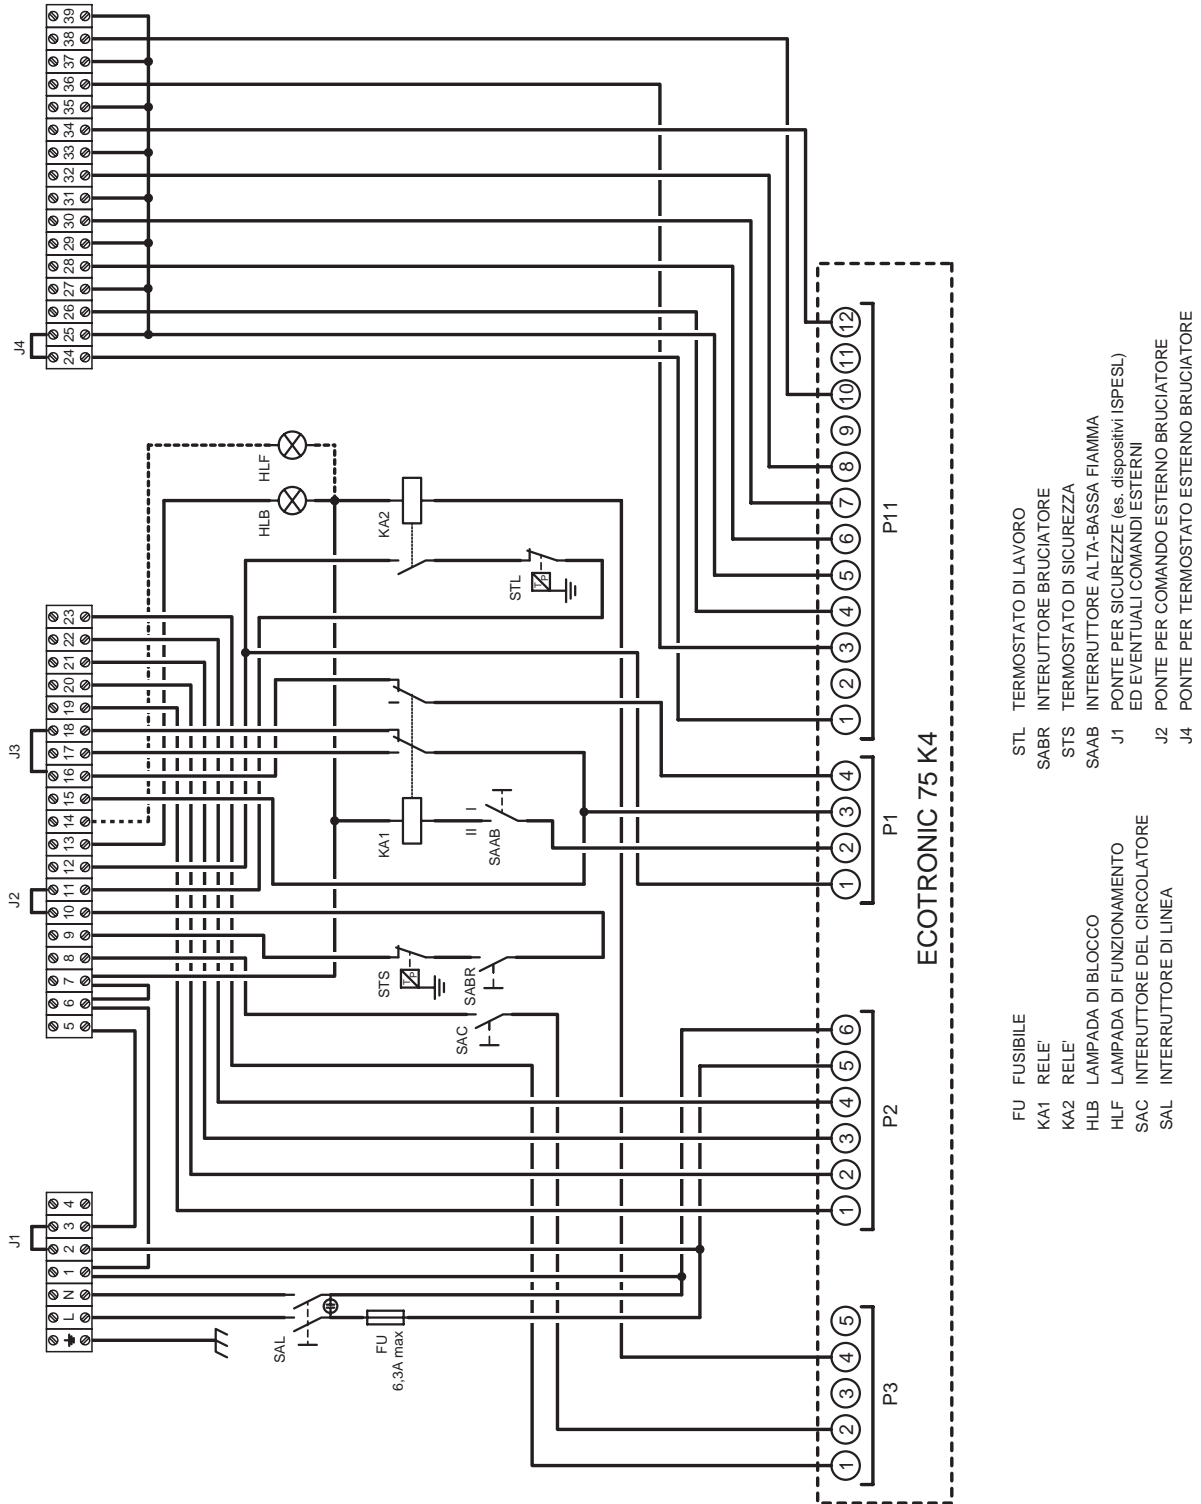 J1
J2
J3
J4
L
N
1
2
3
4
5
6
7
8
9
10
11
12
13
14
15
16
17
18
19
20
21
22
23
24
25
26
27
28
29
30
31
32
33
34
35
36
37
38
39
SAL
FU
6,3A max
SAC
STS
T
P
SABR
KA1
II I
SAAB
HLB
HLF
KA2
STL
T
P
1
2
3
4
5
P3
1
2
3
4
5
6
P2
1
2
3
4
P1
1
2
3
4
5
6
7
8
9
10
11
12
P11
ECOTRONIC 75 K4
FU FUSIBILE
KA1 RELE'
KA2 RELE'
HLB LAMPADA DI BLOCCO
HLF LAMPADA DI FUNZIONAMENTO
SAC INTERUTTORE DEL CIRCOLATORE
SAL INTERRUTTORE DI LINEA
STL TERMOSTATO DI LAVORO
SABR INTERUTTORE BRUCIATORE
STS TERMOSTATO DI SICUREZZA
SAAB INTERRUTTORE ALTA-BASSA FIAMMA
J1 PONTE PER SICUREZZE (es. dispositivi ISPESL)
ED EVENTUALI COMANDI ESTERNI
J2 PONTE PER COMANDO ESTERNO BRUCIATORE
J4 PONTE PER TERMOSTATO ESTERNO BRUCIATORE